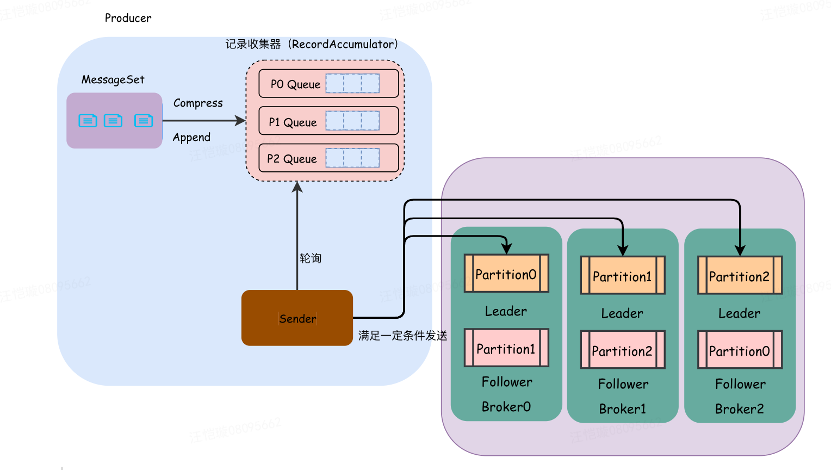 Producer
记录收集器（RecordAccumulator）
MessageSet
Compress
Append
P0 Queue
P1 Queue
P2 Queue
轮询
Sender
满足一定条件发送
Partition0
Leader
Partition1
Follower
Broker0
Partition1
Leader
Partition2
Follower
Broker1
Partition2
Leader
Partition0
Follower
Broker2